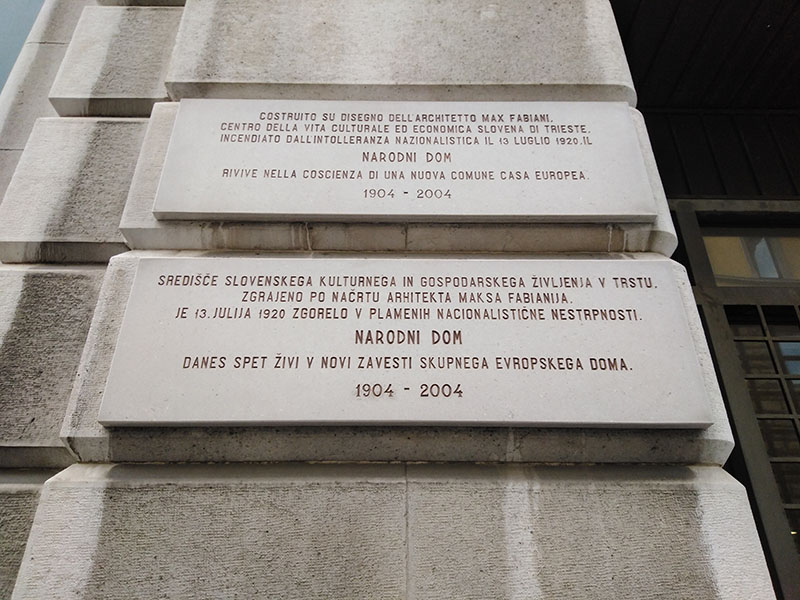 COSTRUITO SU DISEGNO DELL'ARCHITETTO MAX FABIANI,
CENTRO DELLA VITA CULTURALE ED ECONOMICA SLOVENA DI TRIESTE,
INCENDIATO DALL'INTOLLERANZA NAZIONALISTICA IL 13 LUGLIO 1920, IL
NARODNI DOM
RIVIVE NELLA COSCIENZA DI UNA NUOVA COMUNE CASA EUROPEA.
1904 - 2004
SREDIŠČE SLOVENSKEGA KULTURNEGA IN GOSPODARSKEGA ŽIVLJENJA V TRSTU,
ZGRAJENO PO NAČRTU ARHITEKTA MAKSA FABIANIJA,
JE 13. JULIJA 1920 ZGORELO V PLAMENIH NACIONALISTIČNE NESTRPNOSTI.
NARODNI DOM
DANES SPET ŽIVI V NOVI ZAVESTI SKUPNEGA EVROPSKEGA DOMA.
1904 - 2004